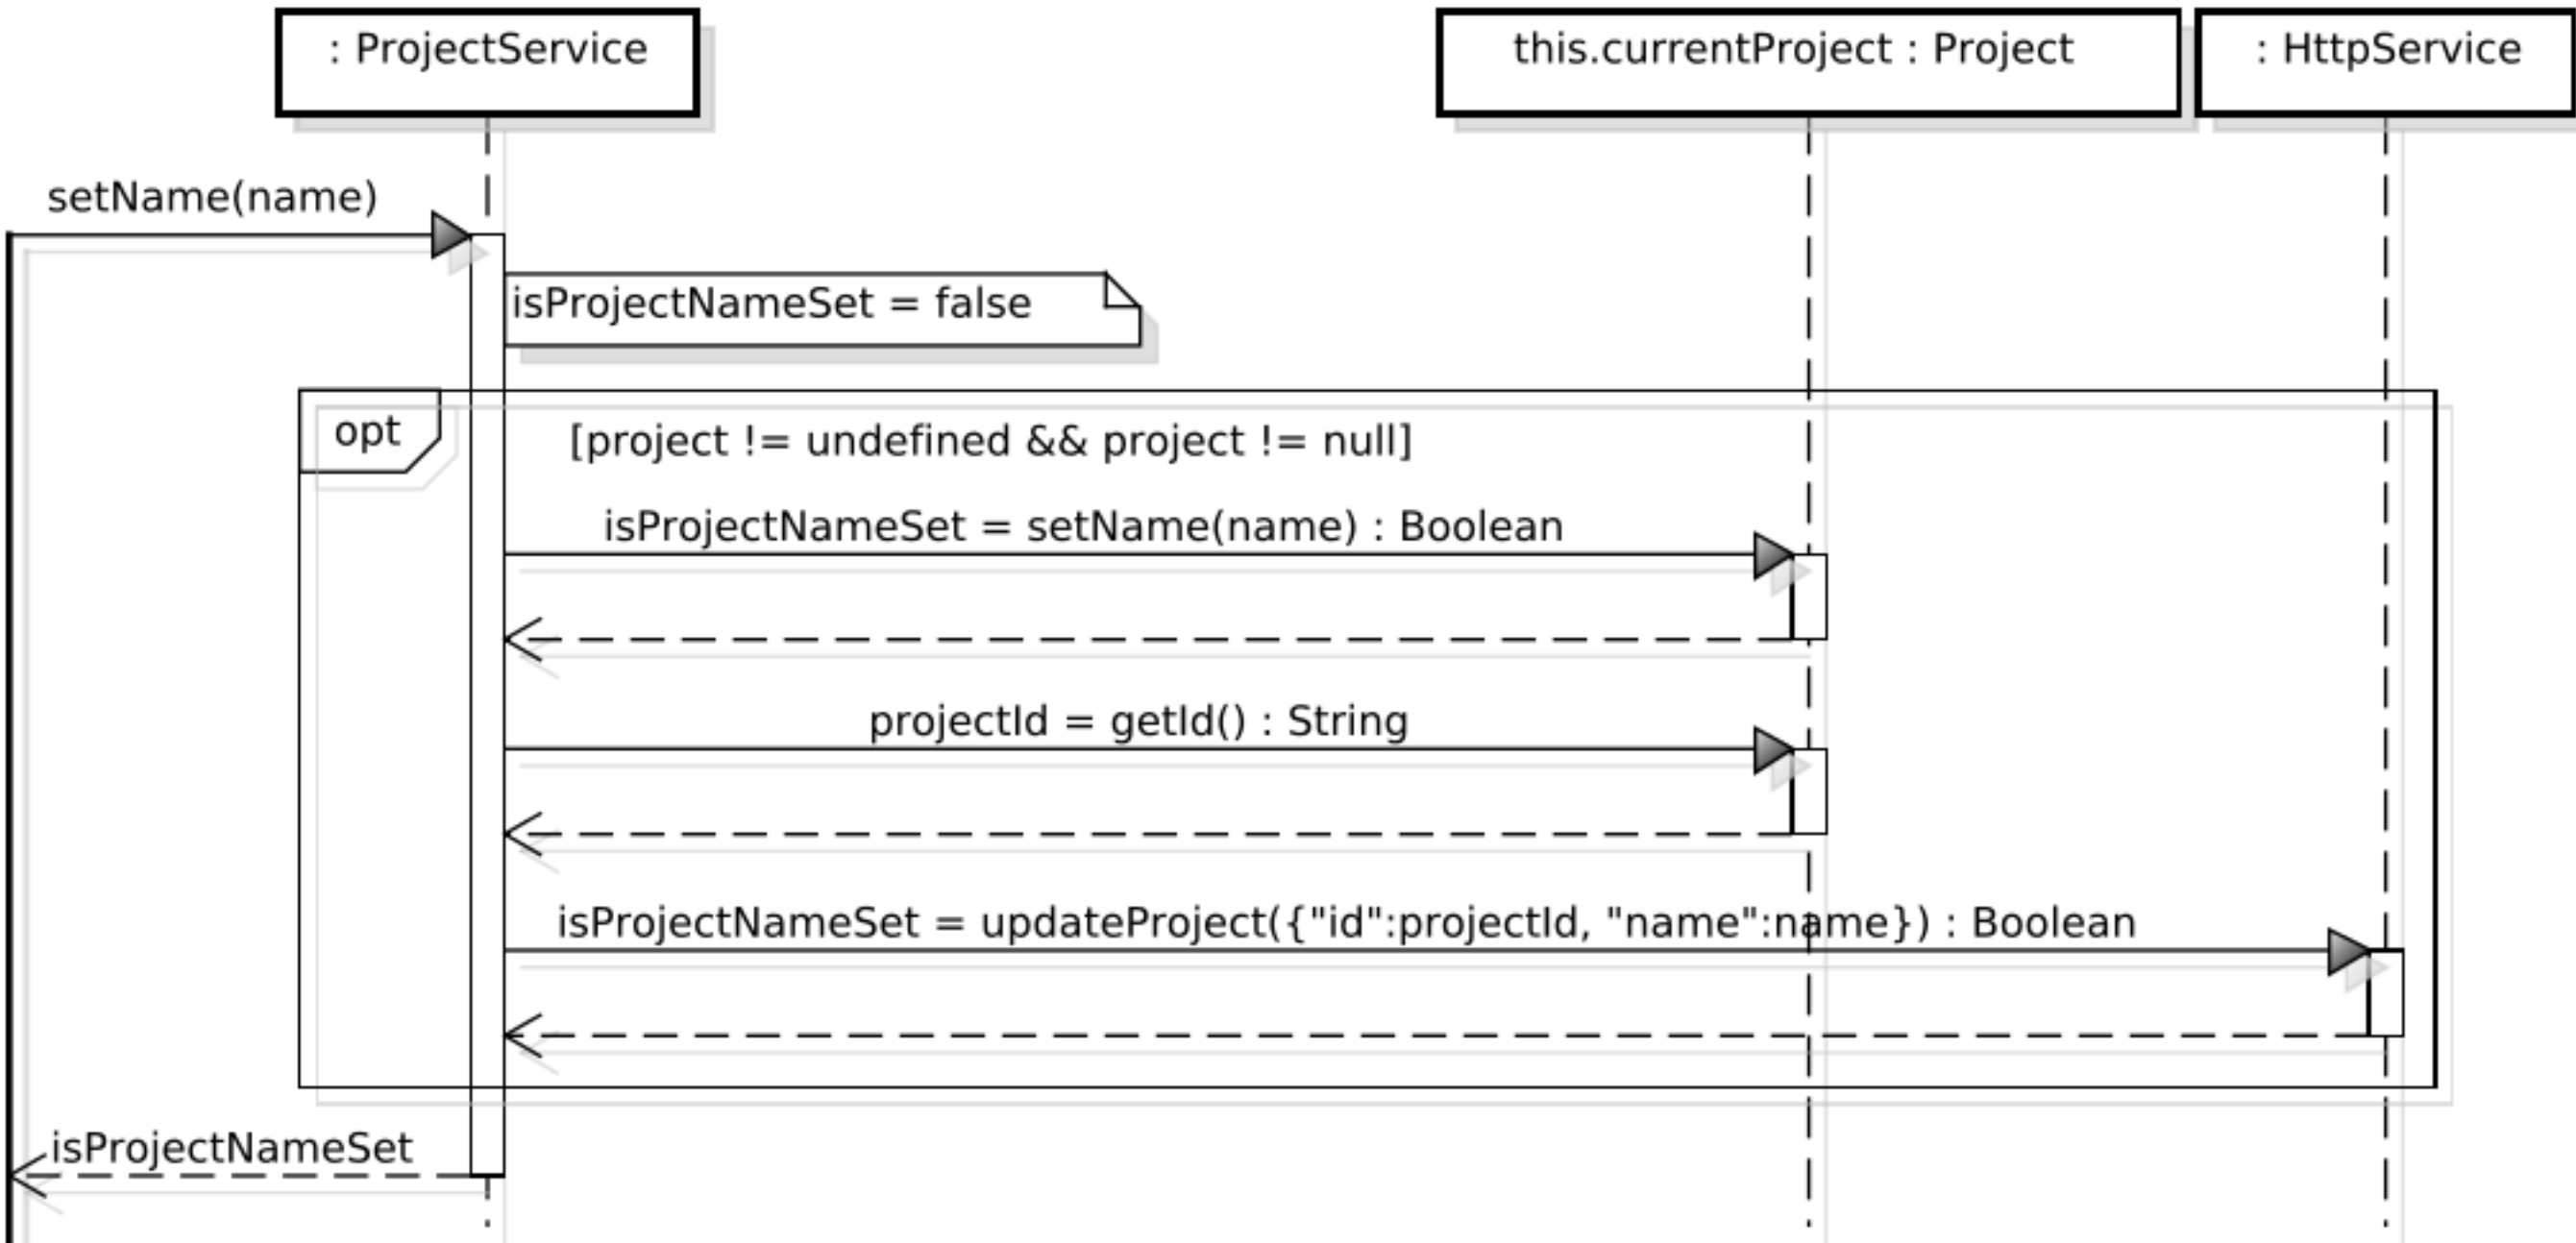 : ProjectService
this.currentProject : Project
: HttpService
setName(name)
isProjectNameSet = false
opt
[project != undefined && project != null]
isProjectNameSet = setName(name) : Boolean
projectId = getId() : String
isProjectNameSet = updateProject({"id":projectId, "name":name}) : Boolean
isProjectNameSet